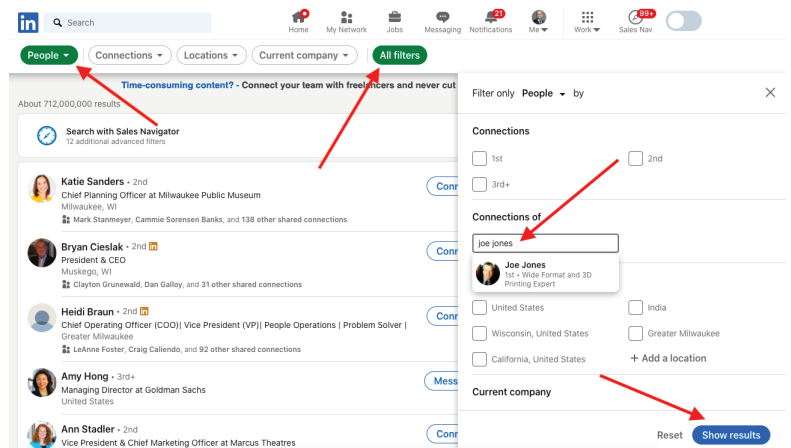 in
Search
Home
My Network
Jobs
Messaging
21
Notifications
Me
Work
99+
Sales Nav
People
Connections
Locations
Current company
All filters
Time-consuming content? - Connect your team with freelancers and never cut
About 712,000,000 results
Search with Sales Navigator
12 additional advanced filters
Katie Sanders • 2nd
Chief Planning Officer at Milwaukee Public Museum
Milwaukee, WI
Mark Stanmeyer, Cammie Sorensen Banks, and 138 other shared connections
Conn
Bryan Cieslak • 2nd in
President & CEO
Muskego, WI
Clayton Grunewald, Dan Galloy, and 31 other shared connections
Conn
Heidi Braun • 2nd in
Chief Operating Officer (COO)| Vice President (VP)| People Operations | Problem Solver |
Greater Milwaukee
LeAnne Foster, Craig Caliendo, and 92 other shared connections
Conn
Amy Hong • 3rd+
Managing Director at Goldman Sachs
United States
Mess
Ann Stadler • 2nd
Vice President & Chief Marketing Officer at Marcus Theatres
Conn
Filter only People by
Connections
1st
2nd
3rd+
Connections of
joe jones
Joe Jones
1st • Wide Format and 3D
Printing Expert
United States
India
Wisconsin, United States
Greater Milwaukee
California, United States
+ Add a location
Current company
Reset
Show results